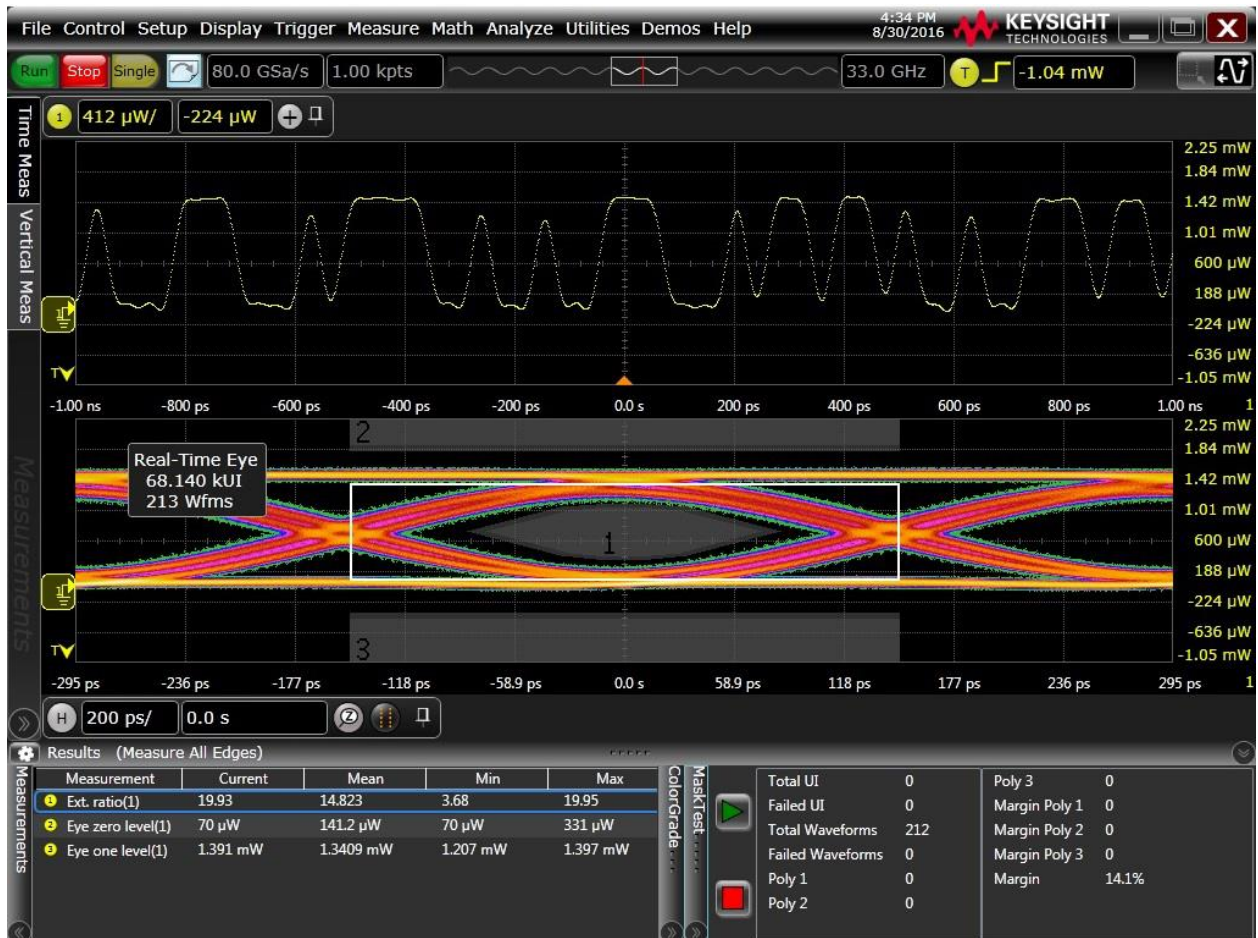 File Control Setup Display Trigger Measure Math Analyze Utilities Demos Help
4:34 PM
8/30/2016
KEYSIGHT
TECHNOLOGIES
X
Run Stop Single 80.0 GSa/s 1.00 kpts 33.0 GHz T -1.04 mW
Time Meas
Vertical Meas
Measurements
1 412 µW/ -224 µW +
2.25 mW
1.84 mW
1.42 mW
1.01 mW
600 µW
188 µW
-224 µW
-636 µW
-1.05 mW
1
T
-1.00 ns -800 ps -600 ps -400 ps -200 ps 0.0 s 200 ps 400 ps 600 ps 800 ps 1.00 ns 1
2
Real-Time Eye
68.140 kUI
213 Wfms
1
3
2.25 mW
1.84 mW
1.42 mW
1.01 mW
600 µW
188 µW
-224 µW
-636 µW
-1.05 mW
1
T
-295 ps -236 ps -177 ps -118 ps -58.9 ps 0.0 s 58.9 ps 118 ps 177 ps 236 ps 295 ps 1
H 200 ps/ 0.0 s Z
Results (Measure All Edges)
Measurements
Measurement Current Mean Min Max
1 Ext. ratio(1) 19.93 14.823 3.68 19.95
2 Eye zero level(1) 70 µW 141.2 µW 70 µW 331 µW
3 Eye one level(1) 1.391 mW 1.3409 mW 1.207 mW 1.397 mW
ColorGrade...
MaskTest....
Total UI 0
Failed UI 0
Total Waveforms 212
Failed Waveforms 0
Poly 1 0
Poly 2 0
Poly 3 0
Margin Poly 1 0
Margin Poly 2 0
Margin Poly 3 0
Margin 14.1%